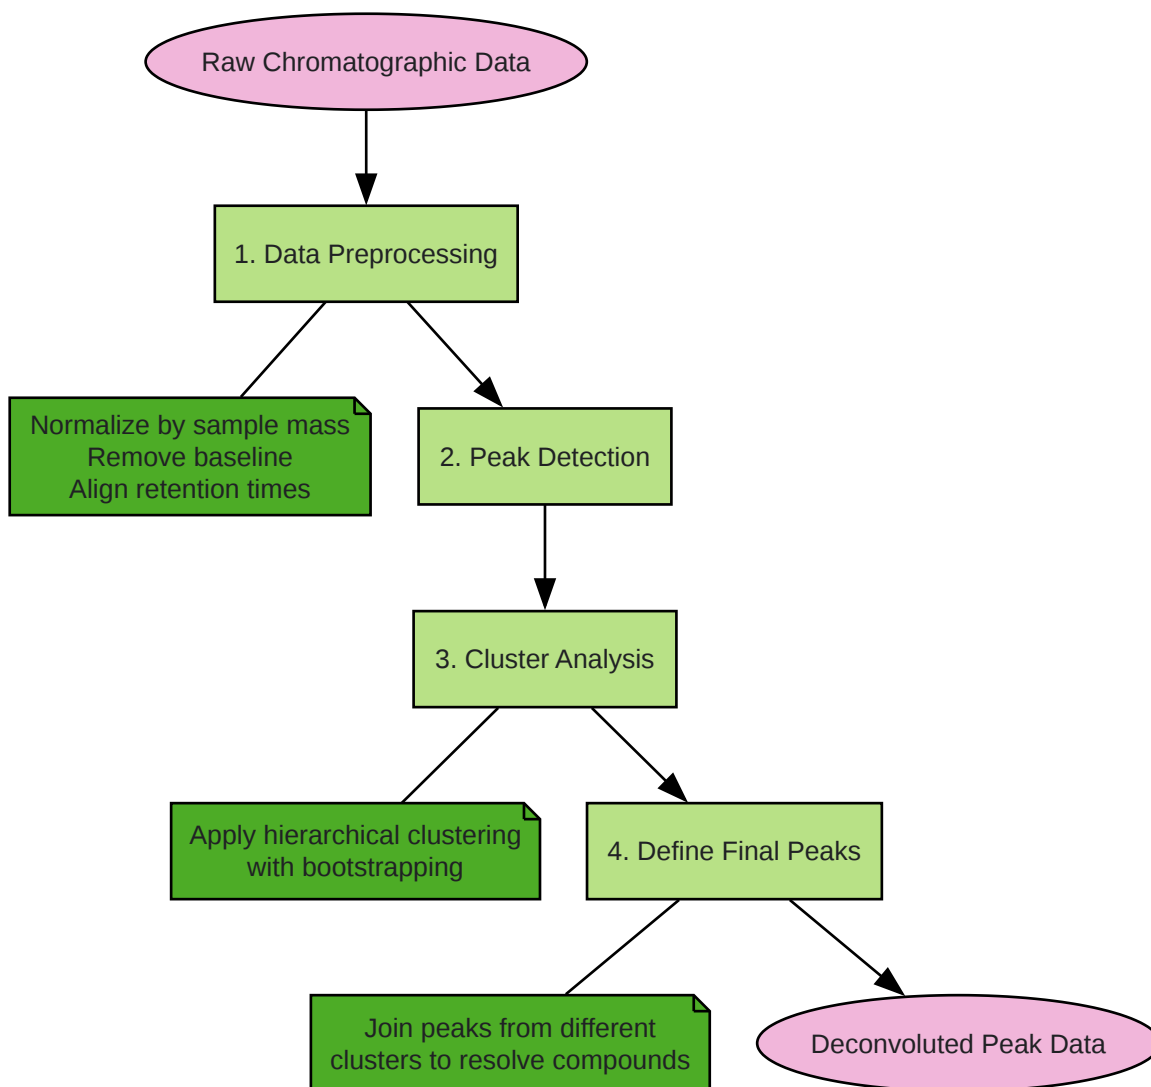 Raw Chromatographic Data
1. Data Preprocessing
Normalize by sample mass
Remove baseline
Align retention times
2. Peak Detection
3. Cluster Analysis
Apply hierarchical clustering
with bootstrapping
4. Define Final Peaks
Join peaks from different
clusters to resolve compounds
Deconvoluted Peak Data